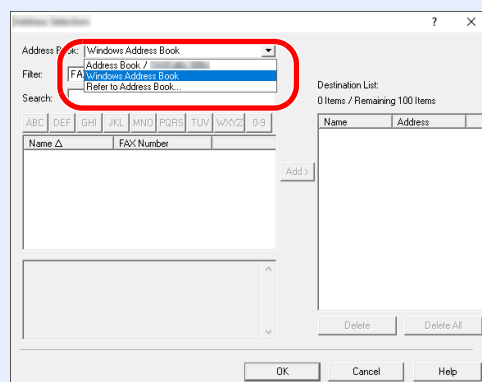 ? ×
Address Book: Windows Address Book
Address Book /
Windows Address Book
Refer to Address Book...
Filter: FA
Search:
Destination List:
0 Items / Remaining 100 Items
ABC DEF GHI JKL MNO PQRS TUV WXYZ 0-9
Name FAX Number
Name Address
Add >
Delete Delete All
OK Cancel Help